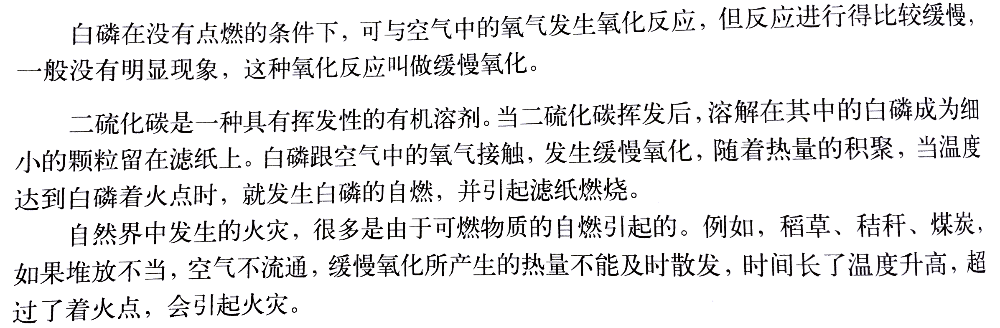 白磷在没有点燃的条件下，可与空气中的氧气发生氧化反应，但反应进行得比较缓慢，
一般没有明显现象，这种氧化反应叫做缓慢氧化。
二硫化碳是一种具有挥发性的有机溶剂。当二硫化碳挥发后，溶解在其中的白磷成为细
小的颗粒留在滤纸上。白磷跟空气中的氧气接触，发生缓慢氧化，随着热量的积聚，当温度
达到白磷着火点时，就发生白磷的自燃，并引起滤纸燃烧。
自然界中发生的火灾，很多是由于可燃物质的自燃引起的。例如，稻草、秸秆、煤炭，
如果堆放不当，空气不流通，缓慢氧化所产生的热量不能及时散发，时间长了温度升高，超
过了着火点，会引起火灾。